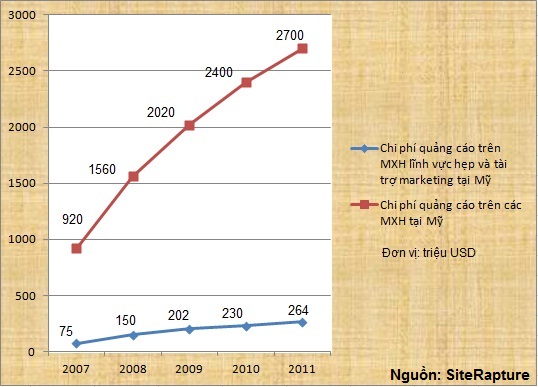 3000
2500
2000
1500
1000
500
0
2700
2400
2020
1560
920
264
230
202
150
75
2007 2008 2009 2010 2011
Chi phí quảng cáo trên
MXH lĩnh vực hẹp và tài
trợ marketing tại Mỹ
Chi phí quảng cáo trên các
MXH tại Mỹ
Đơn vị: triệu USD
Nguồn: SiteRapture